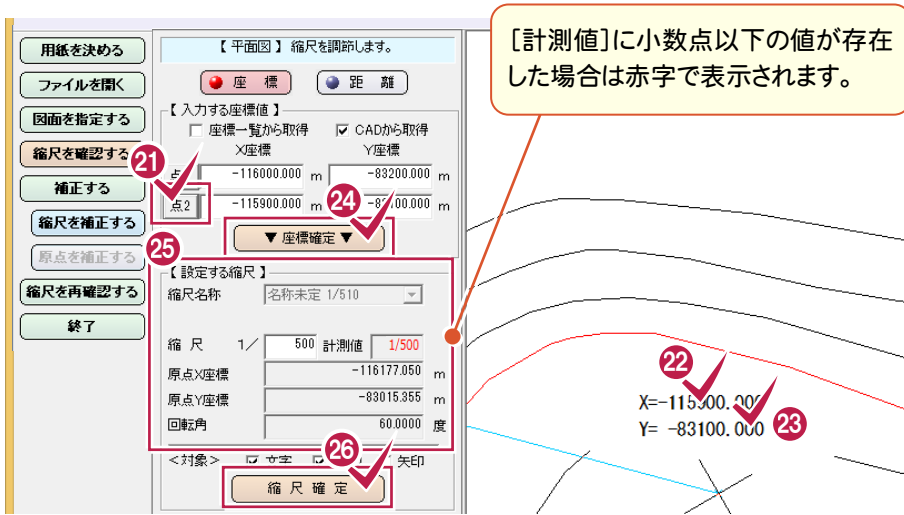 [計測値]に小数点以下の値が存在
した場合は赤字で表示されます。
用紙を決める
ファイルを開く
図面を指定する
縮尺を確認する
補正する
縮尺を補正する
原点を補正する
縮尺を再確認する
終了
【 平面図 】 縮尺を調節します。
座 標
距 離
【 入力する座標値 】
座標一覧から取得
CADから取得
X座標
Y座標
21
-116000.000 m
-83200.000 m
点2
-115900.000 m
24
▼ 座標確定 ▼
25
【 設定する縮尺 】
縮尺名称
名称未定 1/510
縮 尺 1/ 500 計測値 1/500
原点X座標 -116177.050 m
原点Y座標 -83015.355 m
回転角 60.0000 度
26
<対象> 文字 矢印
縮 尺 確 定
22
X=-115900.000
Y= -83100.000
23